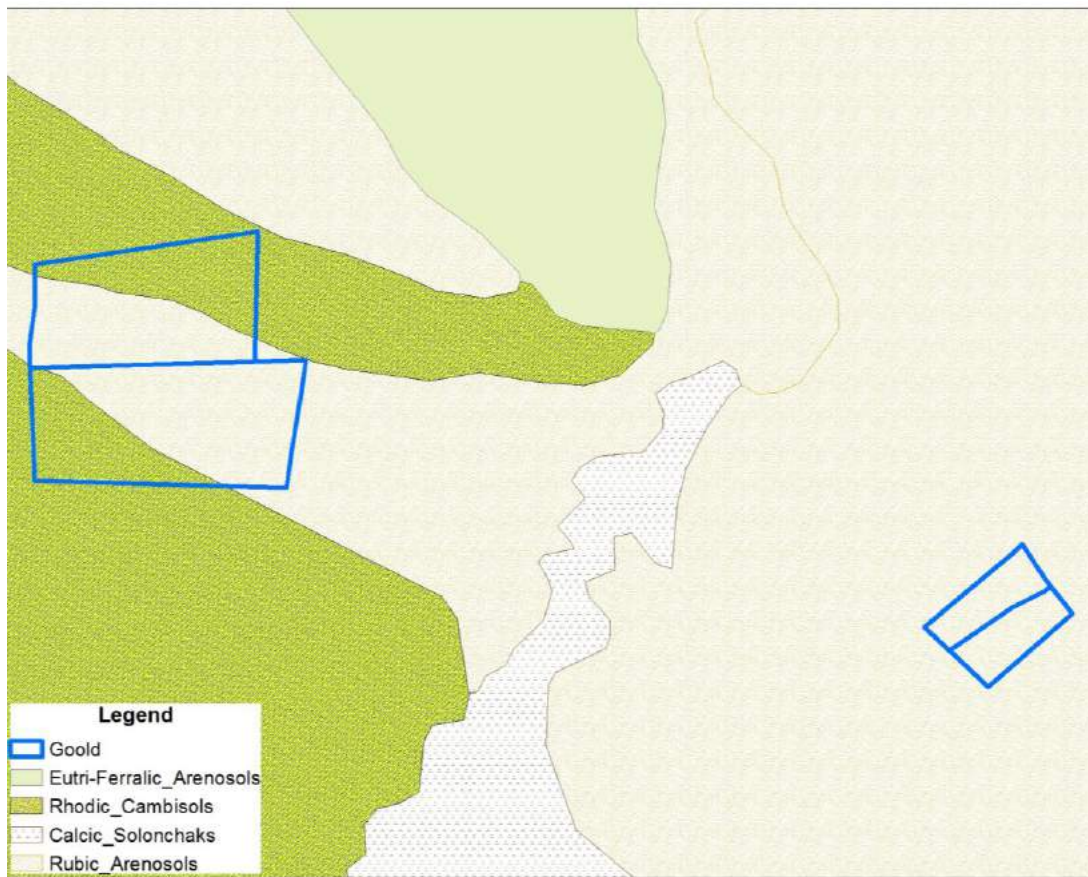 Legend
Goold
Eutri-Ferralic_Arenosols
Rhodic_Cambisols
Calcic_Solonchaks
Rubic_Arenosols